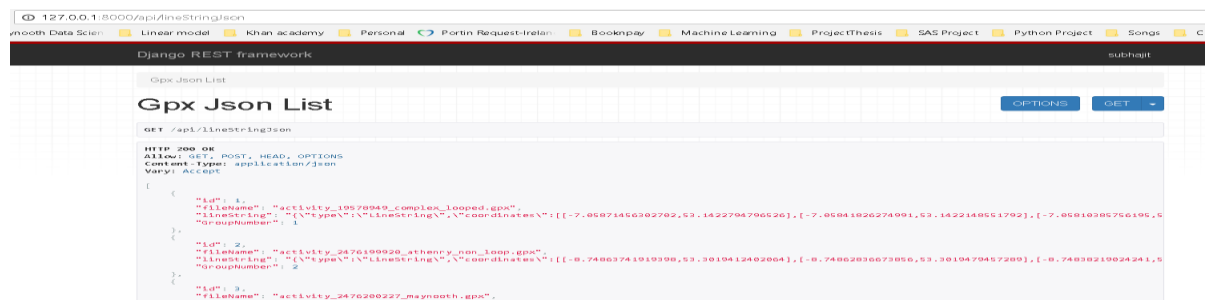 127.0.0.1:8000/api/lineStringJson
ynooth Data Scien Linear model Khan academy Personal Portin Request-Irelan Booknpay Machine Learning ProjectThesis SAS Project Python Project Songs C
Django REST framework subhajit
Gpx Json List
Gpx Json List OPTIONS GET
GET /api/lineStringJson
HTTP 200 OK
Allow: GET, POST, HEAD, OPTIONS
Content-Type: application/json
Vary: Accept
[
{
"id": 1,
"fileName": "activity_19578949_complex_looped.gpx",
"lineString": "{\"type\":\"LineString\",\"coordinates\":[[-7.05871456302702,53.1422794796526],[-7.05841826274991,53.1422148551792],[-7.05810385756195,5
"GroupNumber": 1
},
{
"id": 2,
"fileName": "activity_2476199920_athenry_non_loop.gpx",
"lineString": "{\"type\":\"LineString\",\"coordinates\":[[-8.74863741919398,53.3019412402064],[-8.74862836673856,53.3019479457289],[-8.74838219024241,5
"GroupNumber": 2
},
{
"id": 3,
"fileName": "activity_2476200227_maynooth.gpx",